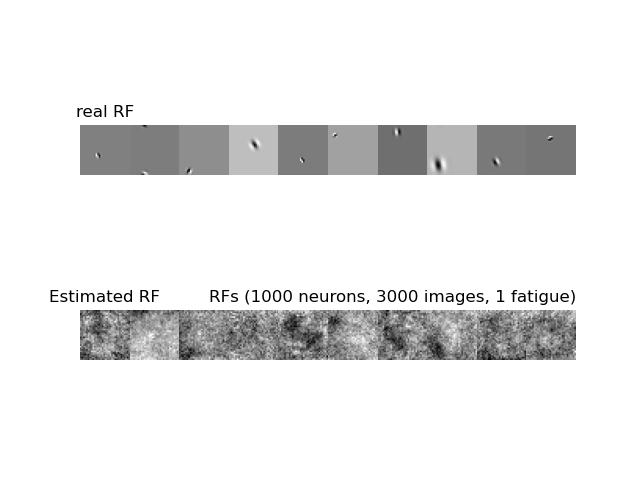 real RF
Estimated RF
RFs (1000 neurons, 3000 images, 1 fatigue)